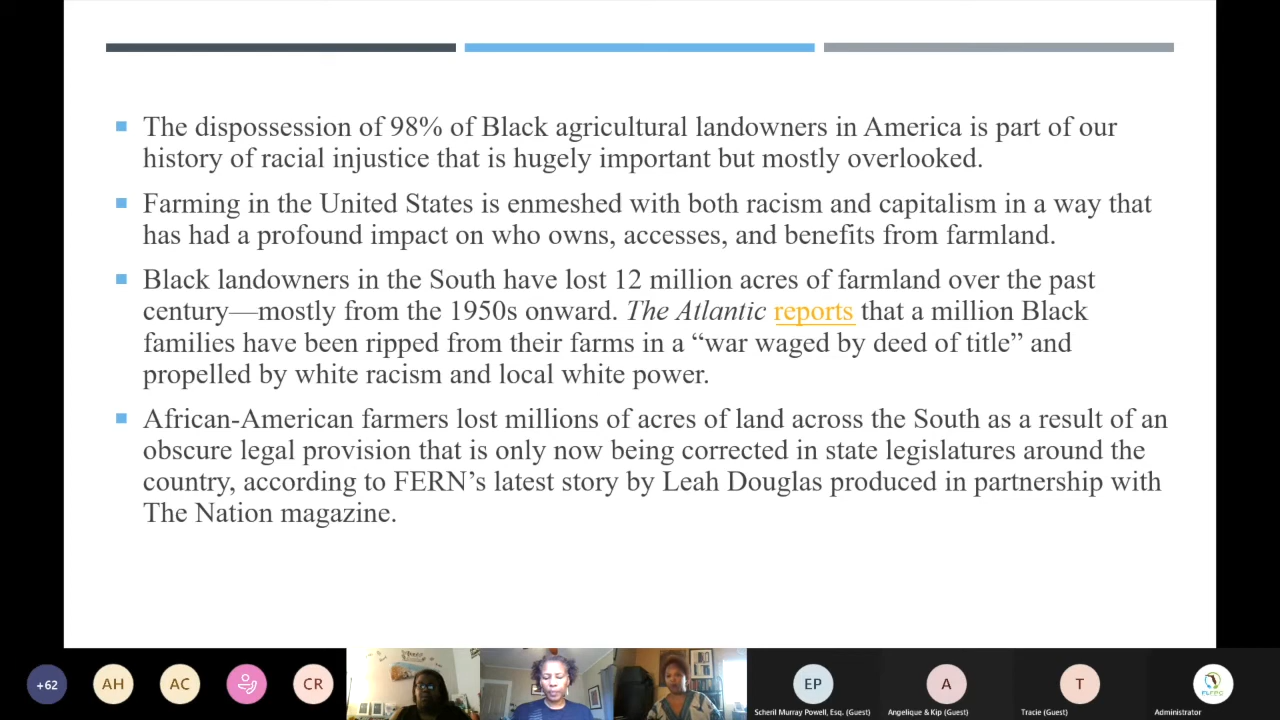 The dispossession of 98% of Black agricultural landowners in America is part of our
history of racial injustice that is hugely important but mostly overlooked.
Farming in the United States is enmeshed with both racism and capitalism in a way that
has had a profound impact on who owns, accesses, and benefits from farmland.
Black landowners in the South have lost 12 million acres of farmland over the past
century—mostly from the 1950s onward. The Atlantic reports that a million Black
families have been ripped from their farms in a “war waged by deed of title” and
propelled by white racism and local white power.
African-American farmers lost millions of acres of land across the South as a result of an
obscure legal provision that is only now being corrected in state legislatures around the
country, according to FERN’s latest story by Leah Douglas produced in partnership with
The Nation magazine.
+62
AH
AC
CR
EP
A
T
Scheril Murray Powell, Esq. (Guest)
Angelique & Kip (Guest)
Tracie (Guest)
Administrator